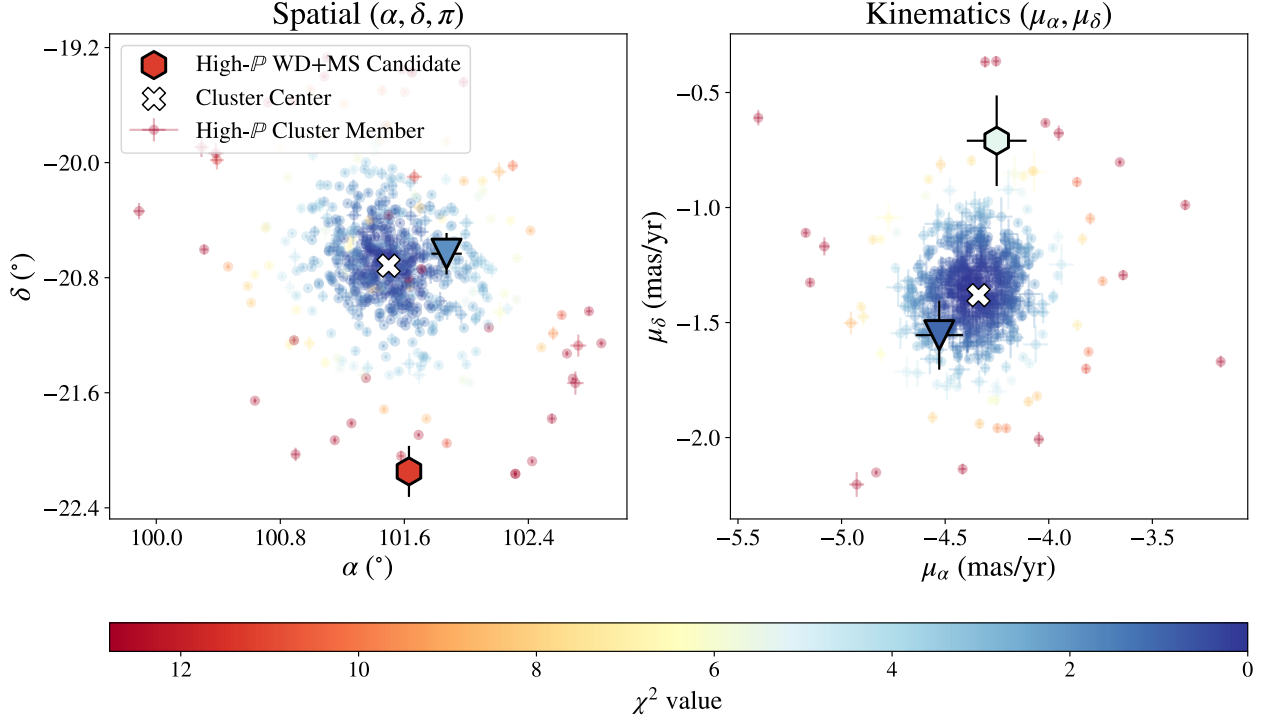 Spatial (α, δ, π)
Kinematics (μα, μδ)
High-ℙ WD+MS Candidate
Cluster Center
High-ℙ Cluster Member
−19.2
−20.0
−20.8
−21.6
−22.4
δ (°)
100.0 100.8 101.6 102.4
α (°)
−0.5
−1.0
−1.5
−2.0
μδ (mas/yr)
−5.5 −5.0 −4.5 −4.0 −3.5
μα (mas/yr)
12 10 8 6 4 2 0
χ² value